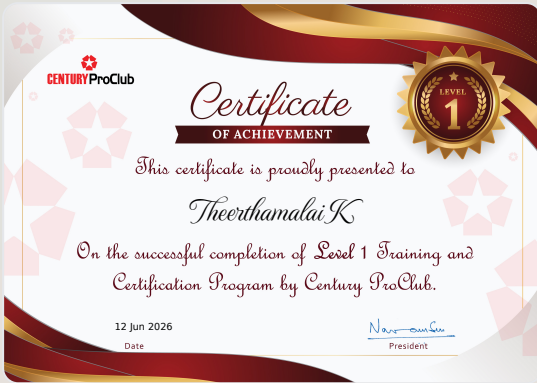 CENTURY ProClub
Certificate
OF ACHIEVEMENT
LEVEL
1
This certificate is proudly presented to
Theerthamalai K
On the successful completion of Level 1 Training and
Certification Program by Century ProClub.
12 Jun 2026
Date
President